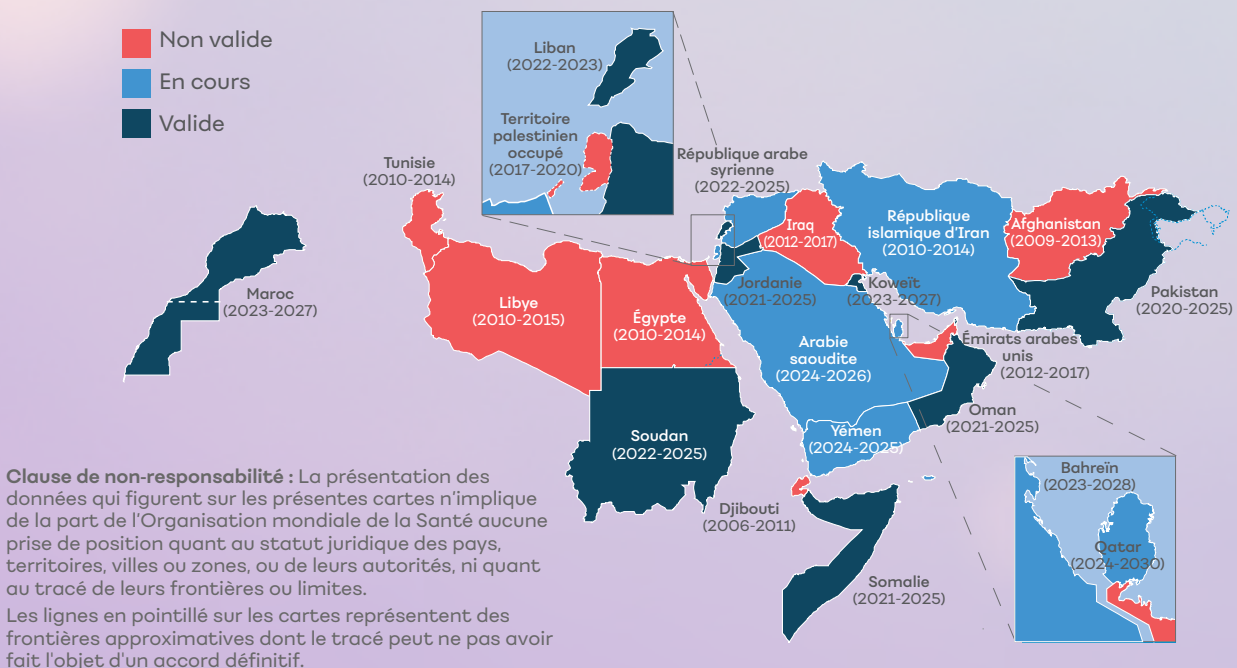 Non valide
En cours
Valide
Liban
(2022-2023)
Territoire
palestinien
occupé
(2017-2020)
Tunisie
(2010-2014)
République arabe
syrienne
(2022-2025)
Maroc
(2023-2027)
Libye
(2010-2015)
Égypte
(2010-2014)
Iraq
(2012-2017)
République
islamique d'Iran
(2010-2014)
Afghanistan
(2009-2013)
Jordanie
(2021-2025)
Koweït
(2023-2027)
Pakistan
(2020-2025)
Arabie
saoudite
(2024-2026)
Émirats arabes
unis
(2012-2017)
Oman
(2021-2025)
Soudan
(2022-2025)
Yémen
(2024-2025)
Djibouti
(2006-2011)
Somalie
(2021-2025)
Bahreïn
(2023-2028)
Qatar
(2024-2030)
Clause de non-responsabilité : La présentation des
données qui figurent sur les présentes cartes n'implique
de la part de l'Organisation mondiale de la Santé aucune
prise de position quant au statut juridique des pays,
territoires, villes ou zones, ou de leurs autorités, ni quant
au tracé de leurs frontières ou limites.
Les lignes en pointillé sur les cartes représentent des
frontières approximatives dont le tracé peut ne pas avoir
fait l'objet d'un accord définitif.